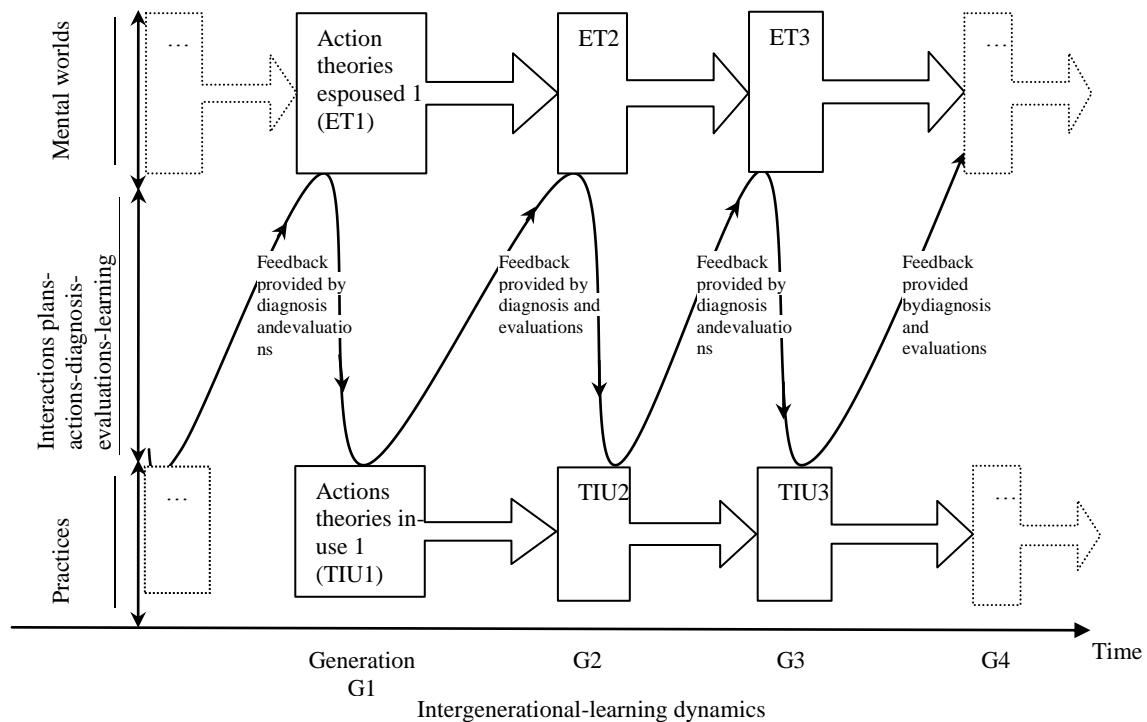 Mental worlds
...
Action
theories
espoused 1
(ET1)
ET2
ET3
...
Interactions plans-
actions-diagnosis-
evaluations-learning
Feedback
provided by
diagnosis
andevaluatio
ns
Feedback
provided by
diagnosis and
evaluations
Feedback
provided by
diagnosis
andevaluatio
ns
Feedback
provided
bydiagnosis
and
evaluations
Practices
...
Actions
theories in-
use 1
(TIU1)
TIU2
TIU3
...
Time
Generation
G1
G2
G3
G4
Intergenerational-learning dynamics